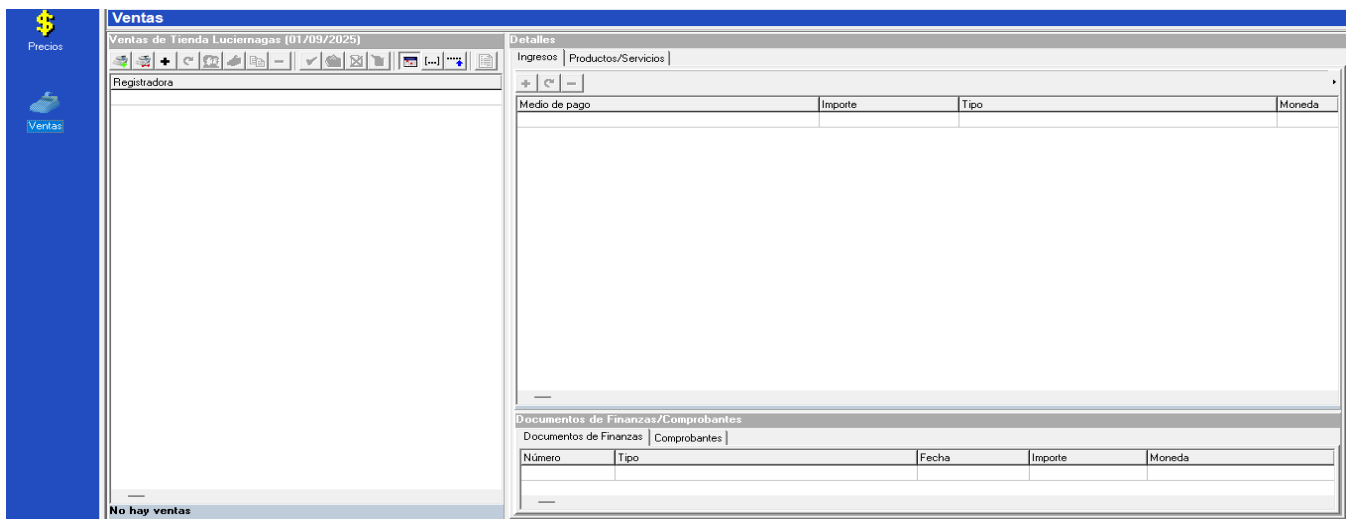 Precios
Ventas
Ventas
Ventas de Tienda Luciernagas (01/09/2025)
[...]
Registradora
No hay ventas
Detalles
Ingresos Productos/Servicios
Medio de pago Importe Tipo Moneda
Documentos de Finanzas/Comprobantes
Documentos de Finanzas Comprobantes
Número Tipo Fecha Importe Moneda